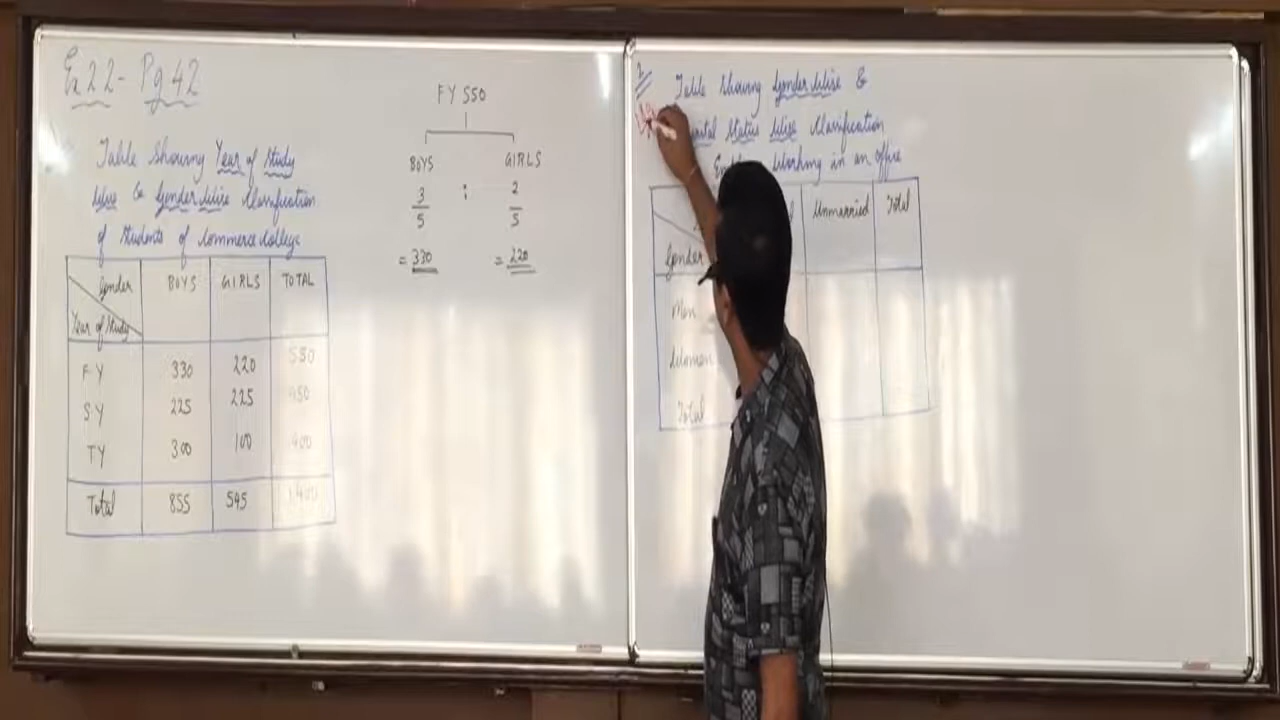 Ex 22- Pg 42
Table Showing Year of Study
Wise & Gender Wise Classification
of Students of Commerce College
Gender BOYS GIRLS TOTAL
Year of Study
FY 330 220 550
SY 225 225 450
TY 300 100 400
Total 855 545 1400
FY 550
BOYS GIRLS
3/5 : 2/5
= 330 = 220
Table Showing Gender Wise &
Status Wise Classification
Working in an office
Unmarried Total
Gender
Men
Women
Total